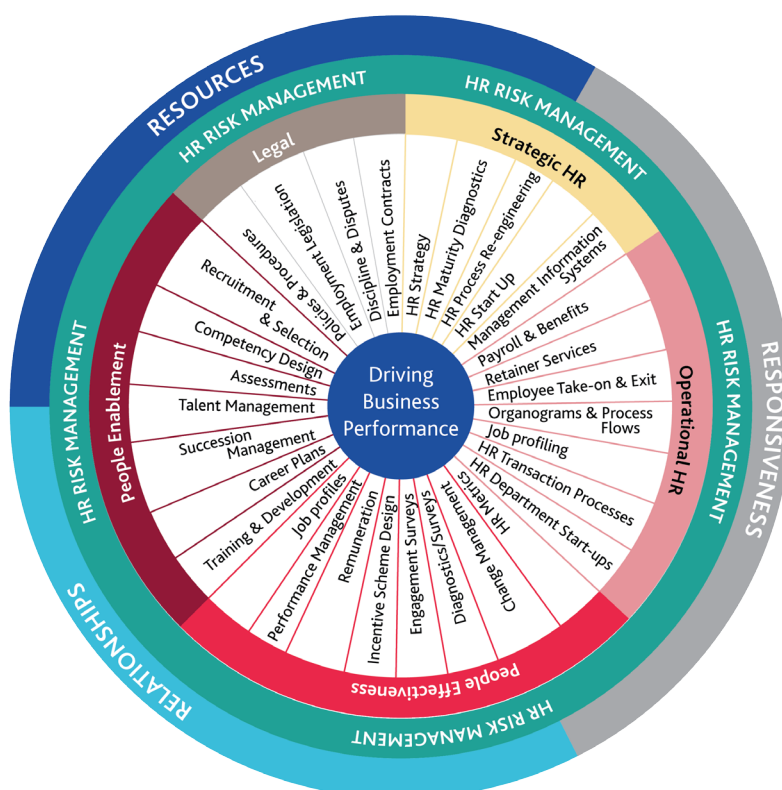 RESOURCES
RESPONSIVENESS
RELATIONSHIPS
HR RISK MANAGEMENT
HR RISK MANAGEMENT
HR RISK MANAGEMENT
HR RISK MANAGEMENT
HR RISK MANAGEMENT
Driving
Business
Performance
Strategic HR
HR Strategy
HR Maturity Diagnostics
HR Process Re-engineering
HR Start Up
Management Information
Systems
Operational HR
Payroll & Benefits
Retainer Services
Employee Take-on & Exit
Organograms & Process
Flows
Job profiling
HR Transaction Processes
HR Department Start-ups
People Effectiveness
HR Metrics
Change Management
Diagnostics/Surveys
Engagement Surveys
Incentive Scheme Design
Remuneration
Performance Management
Job profiles
People Enablement
Training & Development
Career Plans
Succession
Management
Talent Management
Assessments
Competency Design
Recruitment
& Selection
Legal
Policies & Procedures
Employment Legislation
Discipline & Disputes
Employment Contracts